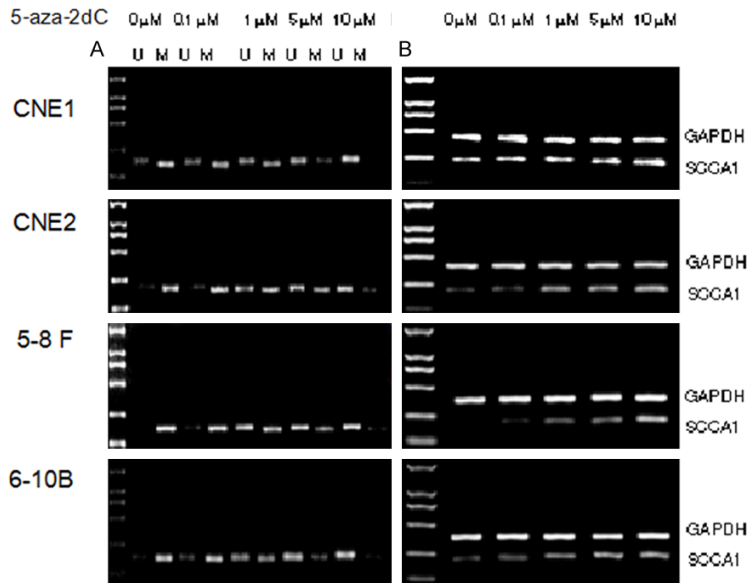 5-aza-2dC 0μM 0.1 μM 1 μM 5μM 10μM 0μM 0.1 μM 1 μM 5μM 10μM
A U M U M U M U M U M B
CNE1
GAPDH
SCCA1
CNE2
GAPDH
SCCA1
5-8 F
GAPDH
SCCA1
6-10B
GAPDH
SCCA1